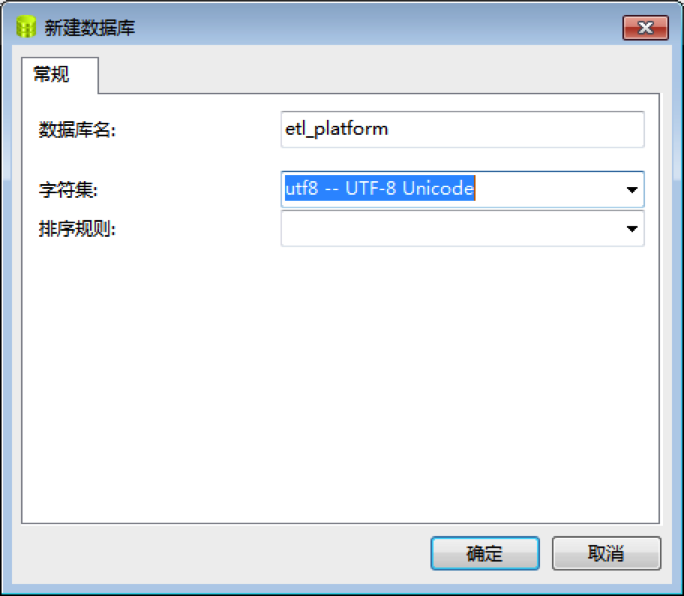 新建数据库
常规
数据库名:
etl_platform
字符集:
utf8 -- UTF-8 Unicode
排序规则:
确定
取消